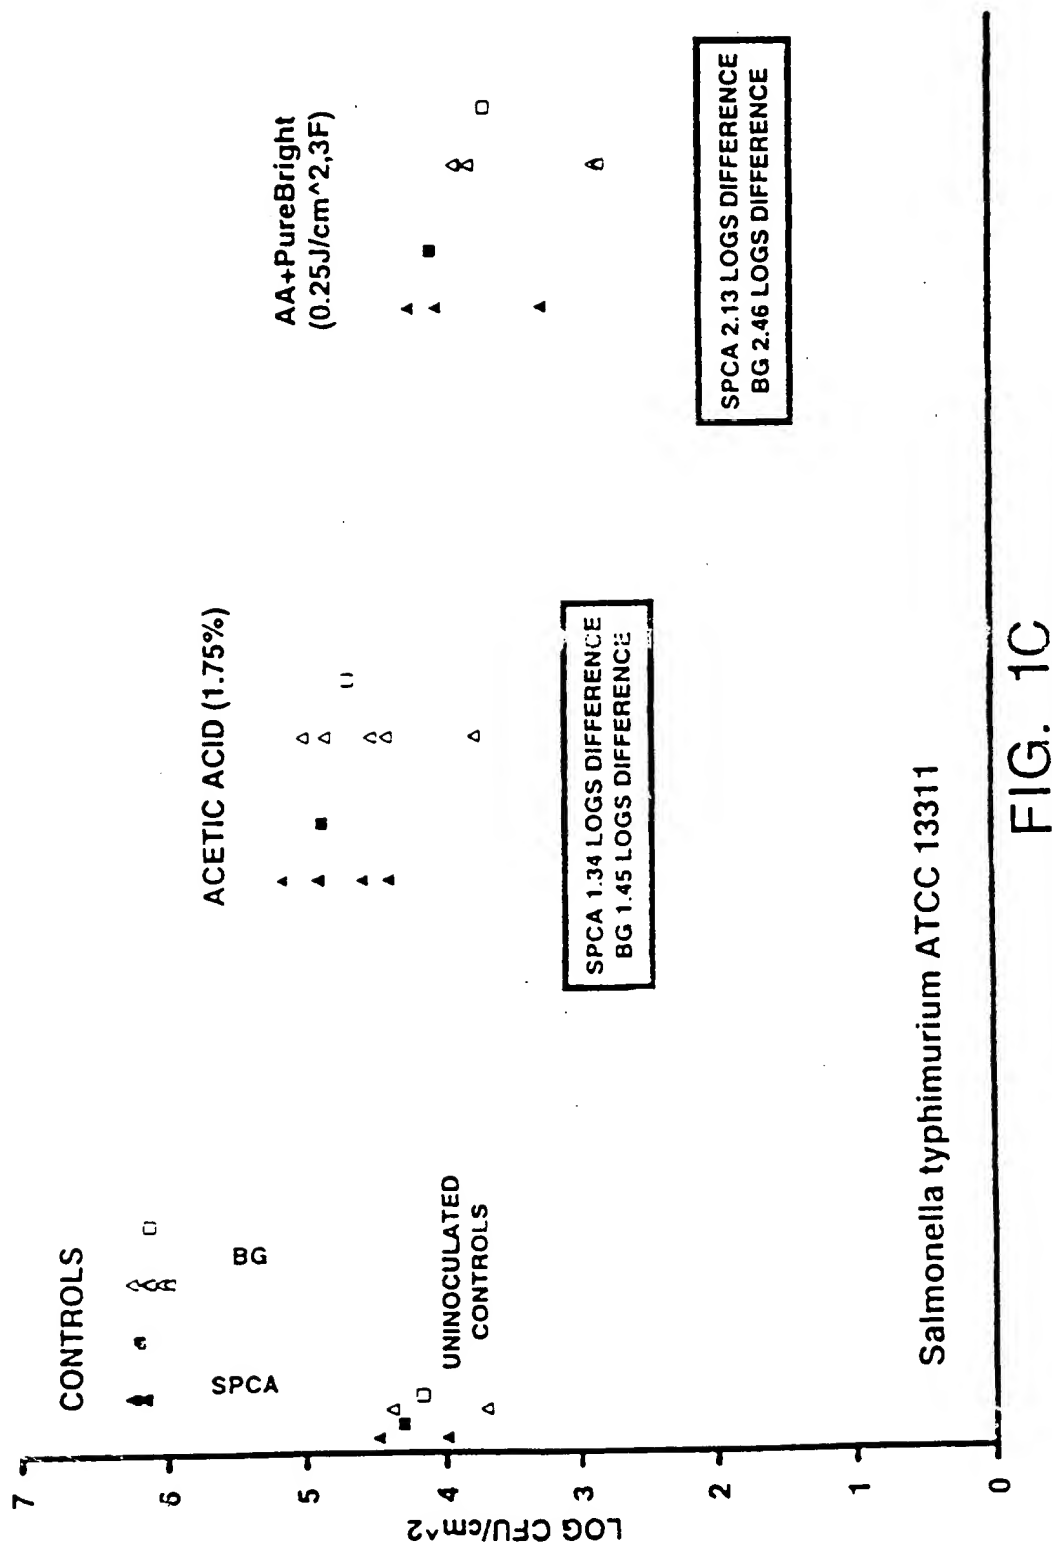 LOG CFU/cm^2
7
6
5
4
3
2
1
0
CONTROLS
SPCA
BG
UNINOCULATED
CONTROLS
ACETIC ACID (1.75%)
SPCA 1.34 LOGS DIFFERENCE
BG 1.45 LOGS DIFFERENCE
AA+PureBright
(0.25J/cm^2,3F)
SPCA 2.13 LOGS DIFFERENCE
BG 2.46 LOGS DIFFERENCE
Salmonella typhimurium ATCC 13311
FIG. 1C